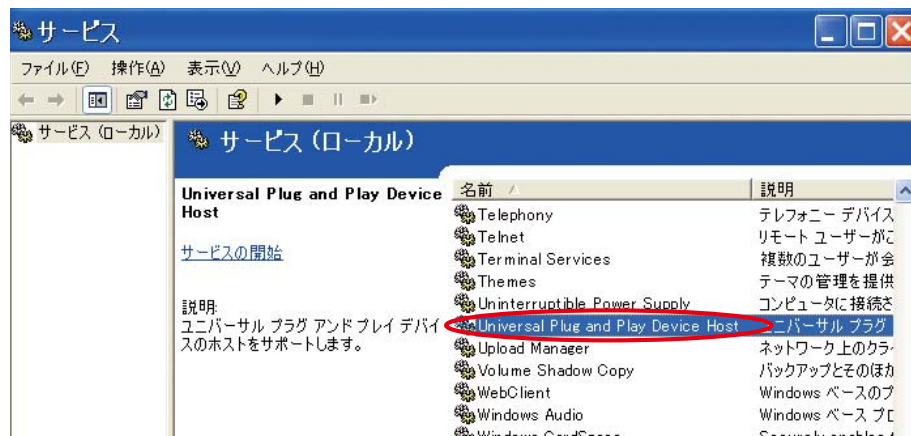 サービス
ファイル(F) 操作(A) 表示(V) ヘルプ(H)
サービス (ローカル)
サービス (ローカル)
Universal Plug and Play Device
Host
サービスの開始
説明:
ユニバーサル プラグ アンド プレイ デバイ
スのホストをサポートします。
名前 説明
Telephony テレフォニー デバイス
Telnet リモート ユーザーがこ
Terminal Services 複数のユーザーが会
Themes テーマの管理を提供
Uninterruptible Power Supply コンピュータに接続さ
Universal Plug and Play Device Host ユニバーサル プラグ
Upload Manager ネットワーク上のクラ
Volume Shadow Copy バックアップとそのほか
WebClient Windows ベースのプ
Windows Audio Windows ベース プロ
Windows CardSpace Securely enables